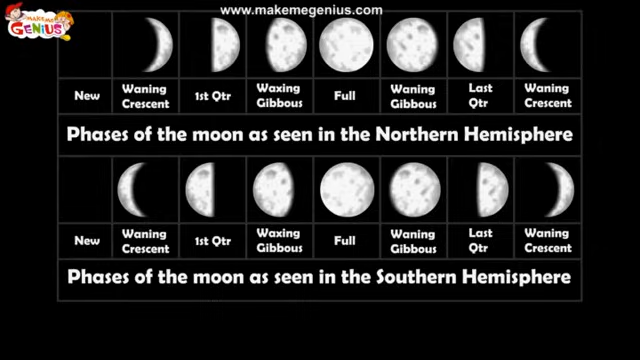 www.makemegenius.com
MAKE ME
GENIUS
New
Waning
Crescent
1st Qtr
Waxing
Gibbous
Full
Waning
Gibbous
Last
Qtr
Waning
Crescent
Phases of the moon as seen in the Northern Hemisphere
New
Waning
Crescent
1st Qtr
Waxing
Gibbous
Full
Waning
Gibbous
Last
Qtr
Waning
Crescent
Phases of the moon as seen in the Southern Hemisphere